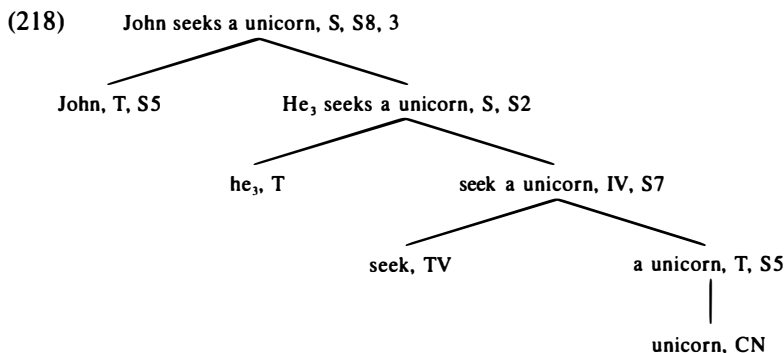 (218) John seeks a unicorn, S, S8, 3
John, T, S5 He₃ seeks a unicorn, S, S2
he₃, T seek a unicorn, IV, S7
seek, TV a unicorn, T, S5
unicorn, CN